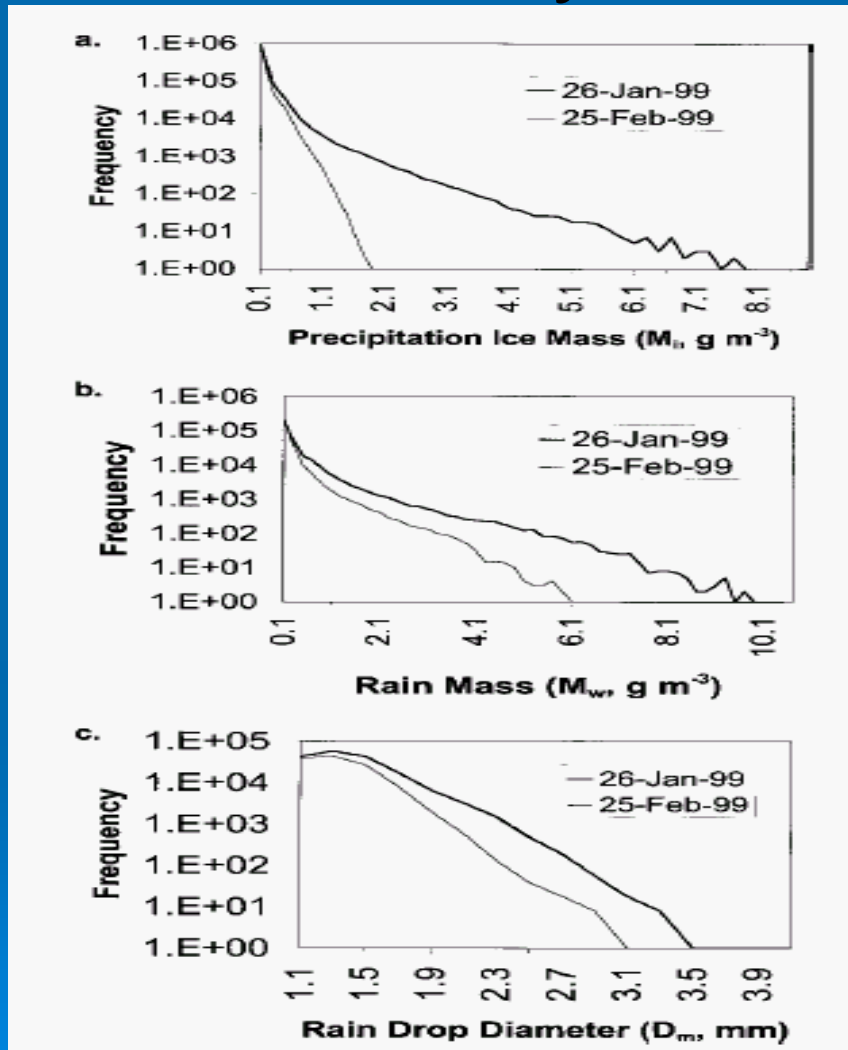 a.
1.E+06
1.E+05
1.E+04
1.E+03
1.E+02
1.E+01
1.E+00
Frequency
26-Jan-99
25-Feb-99
0.1 1.1 2.1 3.1 4.1 5.1 6.1 7.1 8.1
Precipitation Ice Mass (Mᵢ, g m⁻³)
b.
1.E+06
1.E+05
1.E+04
1.E+03
1.E+02
1.E+01
1.E+00
Frequency
26-Jan-99
25-Feb-99
0.1 2.1 4.1 6.1 8.1 10.1
Rain Mass (M_w, g m⁻³)
c.
1.E+05
1.E+04
1.E+03
1.E+02
1.E+01
1.E+00
Frequency
26-Jan-99
25-Feb-99
1.1 1.5 1.9 2.3 2.7 3.1 3.5 3.9
Rain Drop Diameter (Dₘ, mm)